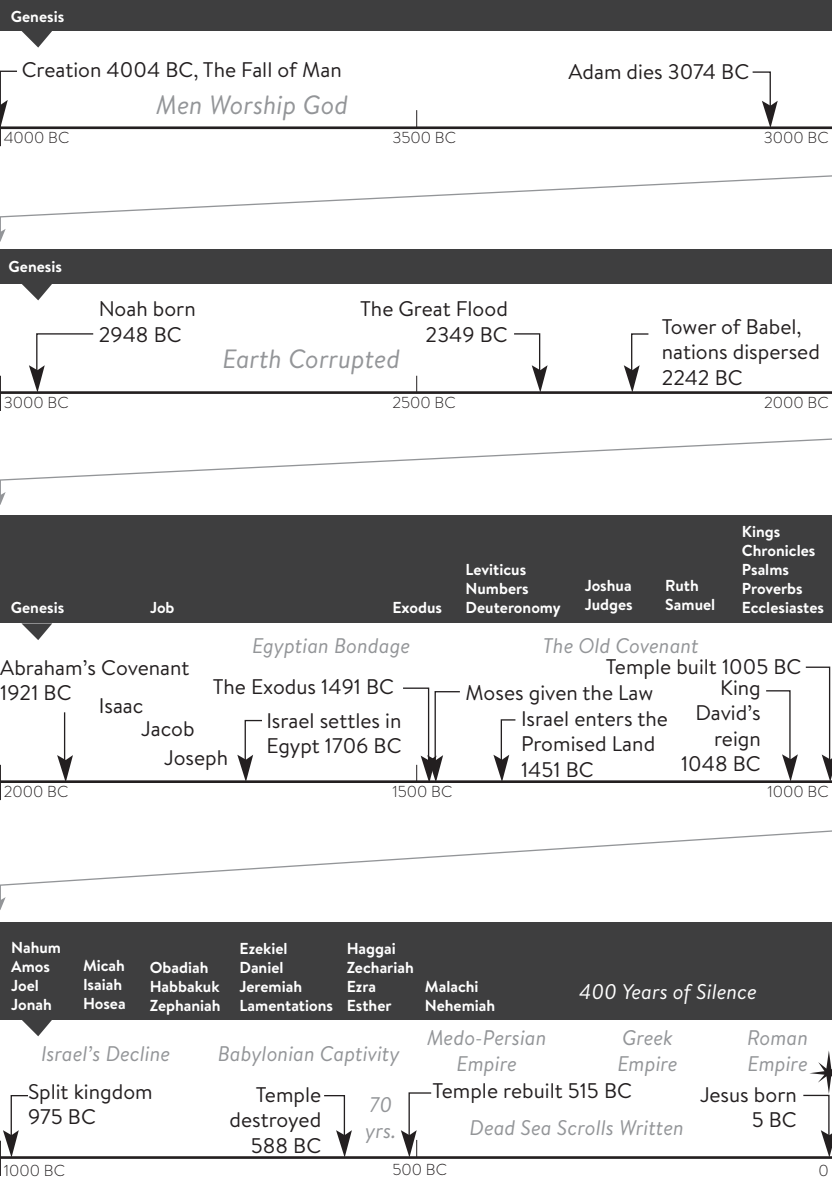 Genesis
Creation 4004 BC, The Fall of Man
Adam dies 3074 BC
Men Worship God
4000 BC
3500 BC
3000 BC
Genesis
Noah born
2948 BC
The Great Flood
2349 BC
Tower of Babel,
nations dispersed
2242 BC
Earth Corrupted
3000 BC
2500 BC
2000 BC
Genesis
Job
Exodus
Leviticus
Numbers
Deuteronomy
Joshua
Judges
Ruth
Samuel
Kings
Chronicles
Psalms
Proverbs
Ecclesiastes
Egyptian Bondage
The Old Covenant
Abraham's Covenant
1921 BC
Isaac
Jacob
Joseph
The Exodus 1491 BC
Israel settles in
Egypt 1706 BC
Moses given the Law
Israel enters the
Promised Land
1451 BC
Temple built 1005 BC
King
David's
reign
1048 BC
2000 BC
1500 BC
1000 BC
Nahum
Amos
Joel
Jonah
Micah
Isaiah
Hosea
Obadiah
Habbakuk
Zephaniah
Ezekiel
Daniel
Jeremiah
Lamentations
Haggai
Zechariah
Ezra
Esther
Malachi
Nehemiah
400 Years of Silence
Israel's Decline
Babylonian Captivity
Medo-Persian
Empire
Greek
Empire
Roman
Empire
Split kingdom
975 BC
Temple
destroyed
588 BC
70
yrs.
Temple rebuilt 515 BC
Dead Sea Scrolls Written
Jesus born
5 BC
1000 BC
500 BC
0